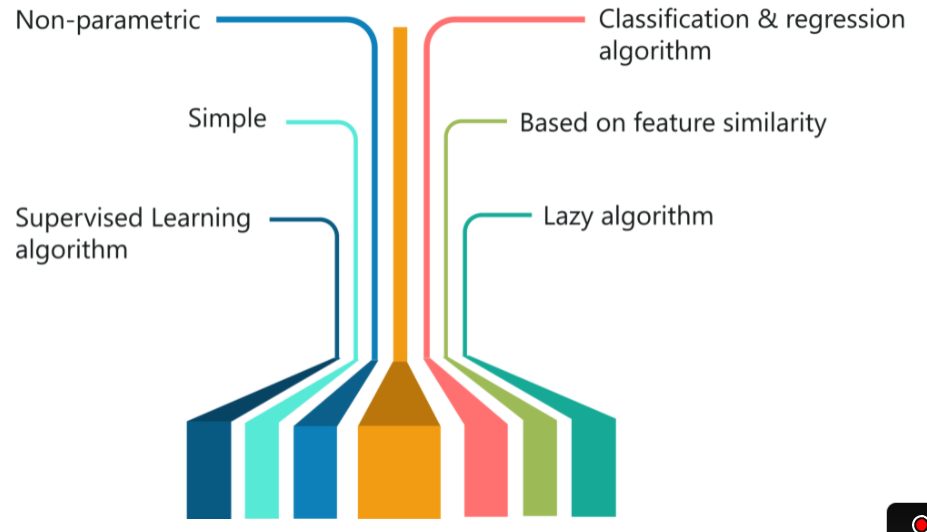 Non-parametric
Classification & regression
algorithm
Simple
Based on feature similarity
Supervised Learning
algorithm
Lazy algorithm